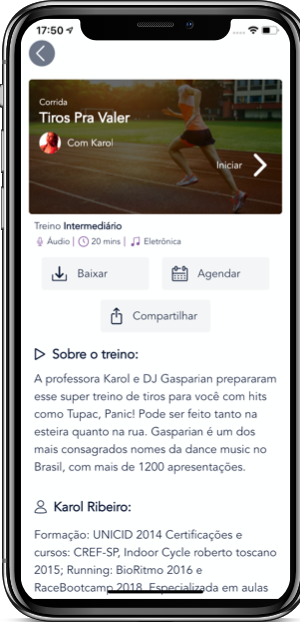 17:50
Corrida
Tiros Pra Valer
Com Karol
Iniciar
Treino Intermediário
Áudio | 20 mins | Eletrônica
Baixar
Agendar
Compartilhar
Sobre o treino:
A professora Karol e DJ Gasparian prepararam
esse super treino de tiros para você com hits
como Tupac, Panic! Pode ser feito tanto na
esteira quanto na rua. Gasparian é um dos
mais consagrados nomes da dance music no
Brasil, com mais de 1200 apresentações.
Karol Ribeiro:
Formação: UNICID 2014 Certificações e
cursos: CREF-SP, Indoor Cycle roberto toscano
2015; Running: BioRitmo 2016 e
RaceBootcamp 2018. Especializada em aulas